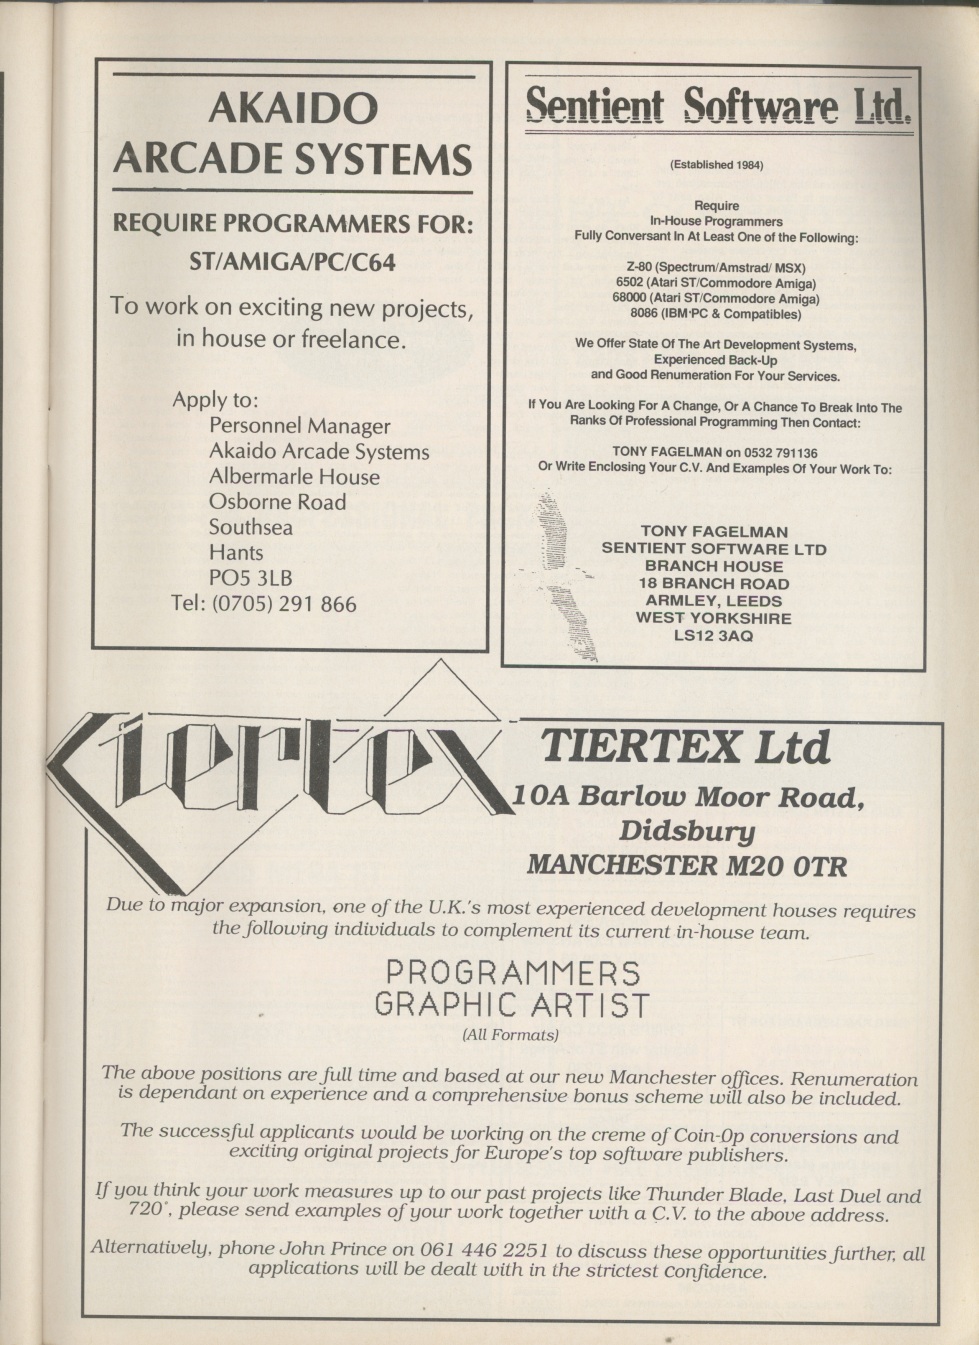 AKAIDO
ARCADE SYSTEMS
REQUIRE PROGRAMMERS FOR:
ST/AMIGA/PC/C64
To work on exciting new projects,
in house or freelance.
Apply to:
Personnel Manager
Akaido Arcade Systems
Albermarle House
Osborne Road
Southsea
Hants
PO5 3LB
Tel: (0705) 291 866
Sentient Software Ltd.
(Established 1984)
Require
In-House Programmers
Fully Conversant In At Least One of the Following:
Z-80 (Spectrum/Amstrad/ MSX)
6502 (Atari ST/Commodore Amiga)
68000 (Atari ST/Commodore Amiga)
8086 (IBM·PC & Compatibles)
We Offer State Of The Art Development Systems,
Experienced Back-Up
and Good Renumeration For Your Services.
If You Are Looking For A Change, Or A Chance To Break Into The
Ranks Of Professional Programming Then Contact:
TONY FAGELMAN on 0532 791136
Or Write Enclosing Your C.V. And Examples Of Your Work To:
TONY FAGELMAN
SENTIENT SOFTWARE LTD
BRANCH HOUSE
18 BRANCH ROAD
ARMLEY, LEEDS
WEST YORKSHIRE
LS12 3AQ
Tiertex
TIERTEX Ltd
10A Barlow Moor Road,
Didsbury
MANCHESTER M20 0TR
Due to major expansion, one of the U.K.'s most experienced development houses requires
the following individuals to complement its current in-house team.
PROGRAMMERS
GRAPHIC ARTIST
(All Formats)
The above positions are full time and based at our new Manchester offices. Renumeration
is dependant on experience and a comprehensive bonus scheme will also be included.
The successful applicants would be working on the creme of Coin-Op conversions and
exciting original projects for Europe's top software publishers.
If you think your work measures up to our past projects like Thunder Blade, Last Duel and
720°, please send examples of your work together with a C.V. to the above address.
Alternatively, phone John Prince on 061 446 2251 to discuss these opportunities further, all
applications will be dealt with in the strictest confidence.